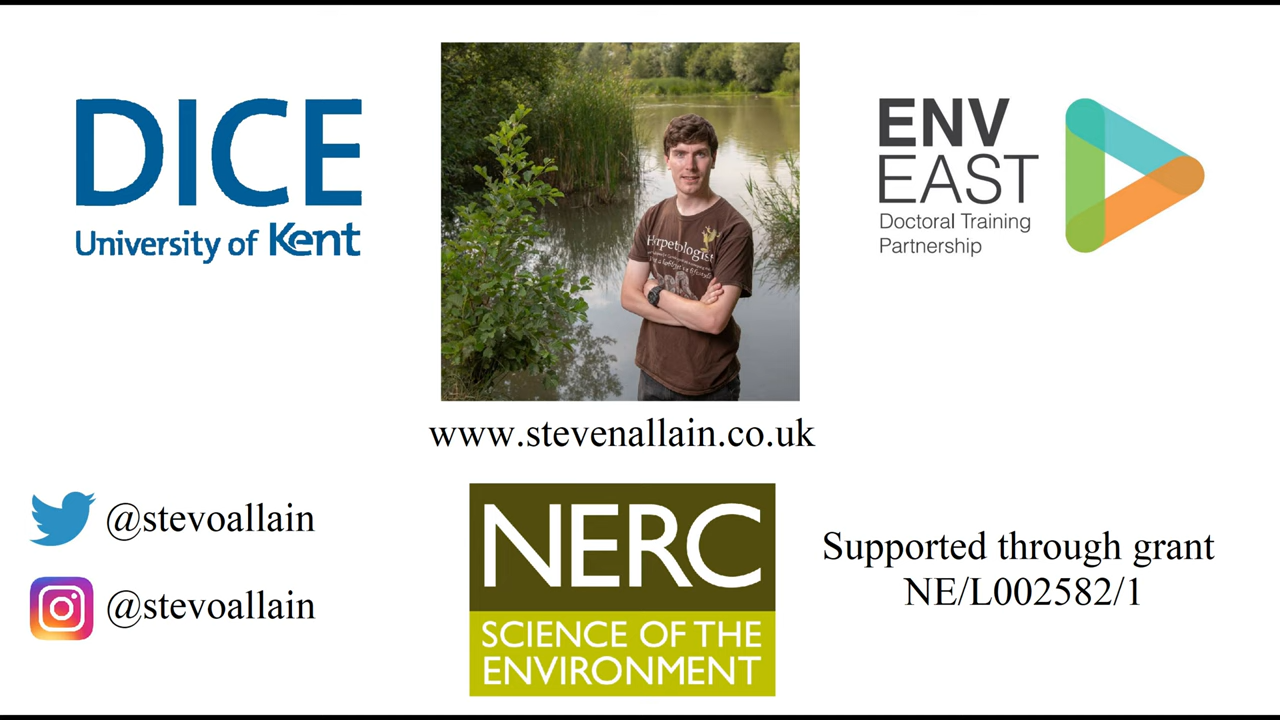 DICE
University of Kent
ENV
EAST
Doctoral Training
Partnership
Herpetologist
www.stevenallain.co.uk
@stevoallain
@stevoallain
NERC
SCIENCE OF THE
ENVIRONMENT
Supported through grant
NE/L002582/1